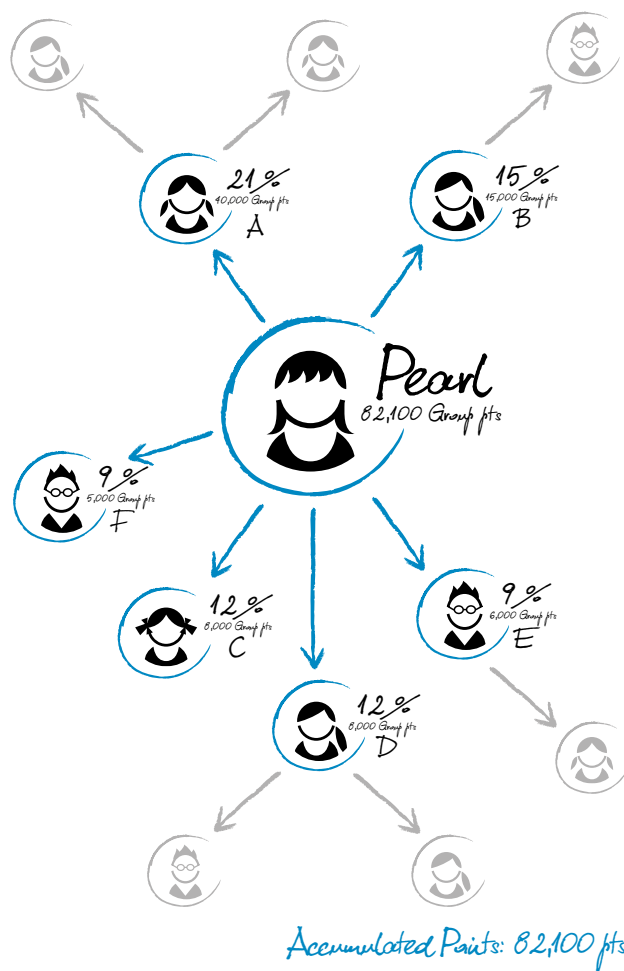 21%
40,000 Group pts
A
15%
15,000 Group pts
B
Pearl
82,100 Group pts
9%
5,000 Group pts
F
12%
8,000 Group pts
C
9%
6,000 Group pts
E
12%
8,000 Group pts
D
Accumulated Points: 82,100 pts